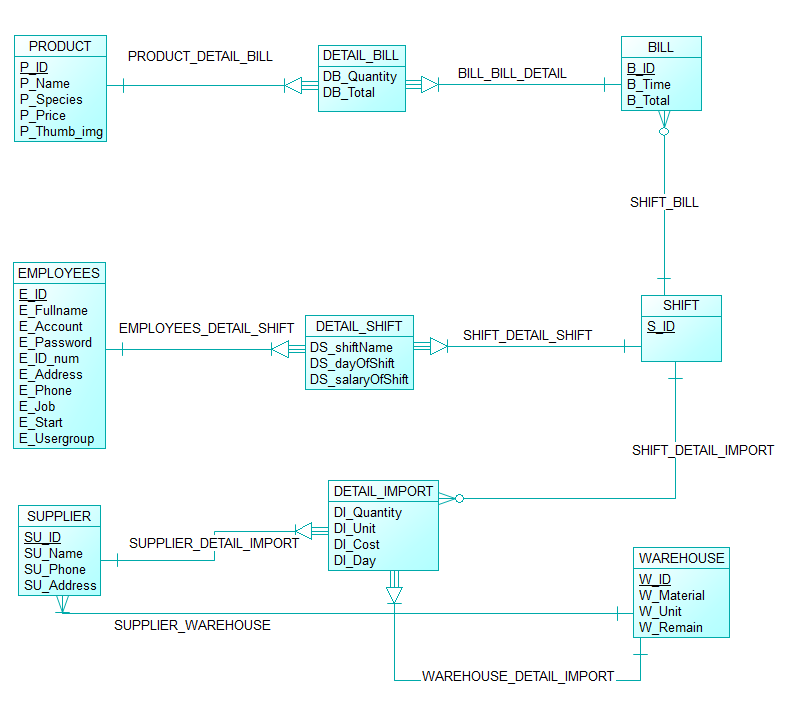 PRODUCT
P_ID
P_Name
P_Species
P_Price
P_Thumb_img
PRODUCT_DETAIL_BILL
DETAIL_BILL
DB_Quantity
DB_Total
BILL_BILL_DETAIL
BILL
B_ID
B_Time
B_Total
SHIFT_BILL
EMPLOYEES
E_ID
E_Fullname
E_Account
E_Password
E_ID_num
E_Address
E_Phone
E_Job
E_Start
E_Usergroup
EMPLOYEES_DETAIL_SHIFT
DETAIL_SHIFT
DS_shiftName
DS_dayOfShift
DS_salaryOfShift
SHIFT_DETAIL_SHIFT
SHIFT
S_ID
SHIFT_DETAIL_IMPORT
SUPPLIER
SU_ID
SU_Name
SU_Phone
SU_Address
SUPPLIER_DETAIL_IMPORT
DETAIL_IMPORT
DI_Quantity
DI_Unit
DI_Cost
DI_Day
WAREHOUSE
W_ID
W_Material
W_Unit
W_Remain
SUPPLIER_WAREHOUSE
WAREHOUSE_DETAIL_IMPORT